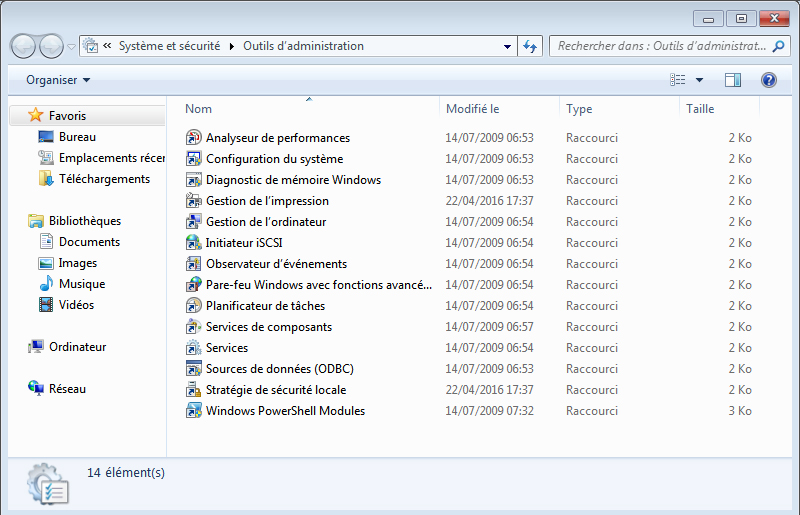 « Système et sécurité Outils d'administration Rechercher dans : Outils d'administrat...
Organiser
Nom Modifié le Type Taille
Favoris
Bureau
Emplacements récer
Téléchargements
Bibliothèques
Documents
Images
Musique
Vidéos
Ordinateur
Réseau
Analyseur de performances 14/07/2009 06:53 Raccourci 2 Ko
Configuration du système 14/07/2009 06:53 Raccourci 2 Ko
Diagnostic de mémoire Windows 14/07/2009 06:53 Raccourci 2 Ko
Gestion de l'impression 22/04/2016 17:37 Raccourci 2 Ko
Gestion de l'ordinateur 14/07/2009 06:54 Raccourci 2 Ko
Initiateur iSCSI 14/07/2009 06:54 Raccourci 2 Ko
Observateur d'événements 14/07/2009 06:54 Raccourci 2 Ko
Pare-feu Windows avec fonctions avancé... 14/07/2009 06:54 Raccourci 2 Ko
Planificateur de tâches 14/07/2009 06:54 Raccourci 2 Ko
Services de composants 14/07/2009 06:57 Raccourci 2 Ko
Services 14/07/2009 06:54 Raccourci 2 Ko
Sources de données (ODBC) 14/07/2009 06:53 Raccourci 2 Ko
Stratégie de sécurité locale 22/04/2016 17:37 Raccourci 2 Ko
Windows PowerShell Modules 14/07/2009 07:32 Raccourci 3 Ko
14 élément(s)